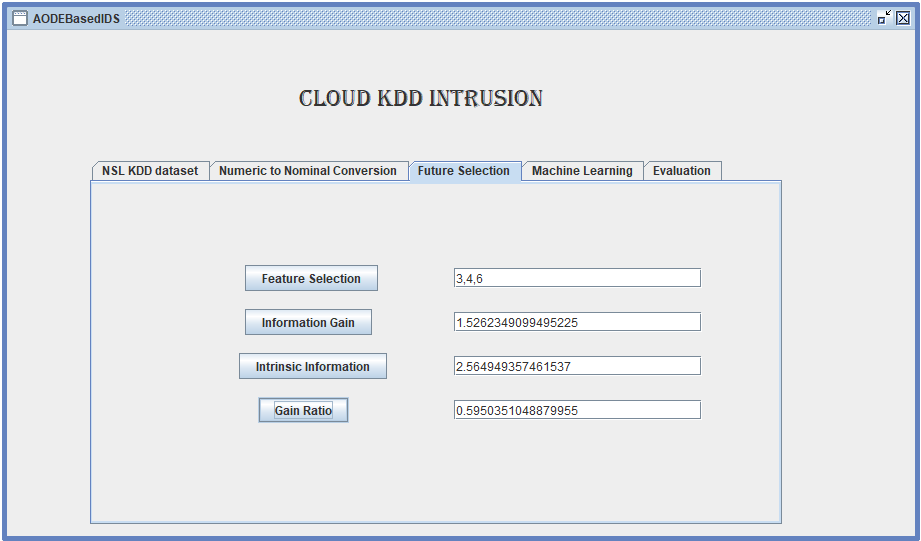 AODEBasedIDS
CLOUD KDD INTRUSION
NSL KDD dataset Numeric to Nominal Conversion Future Selection Machine Learning Evaluation
Feature Selection 3,4,6
Information Gain 1.5262349099495225
Intrinsic Information 2.564949357461537
Gain Ratio 0.5950351048879955